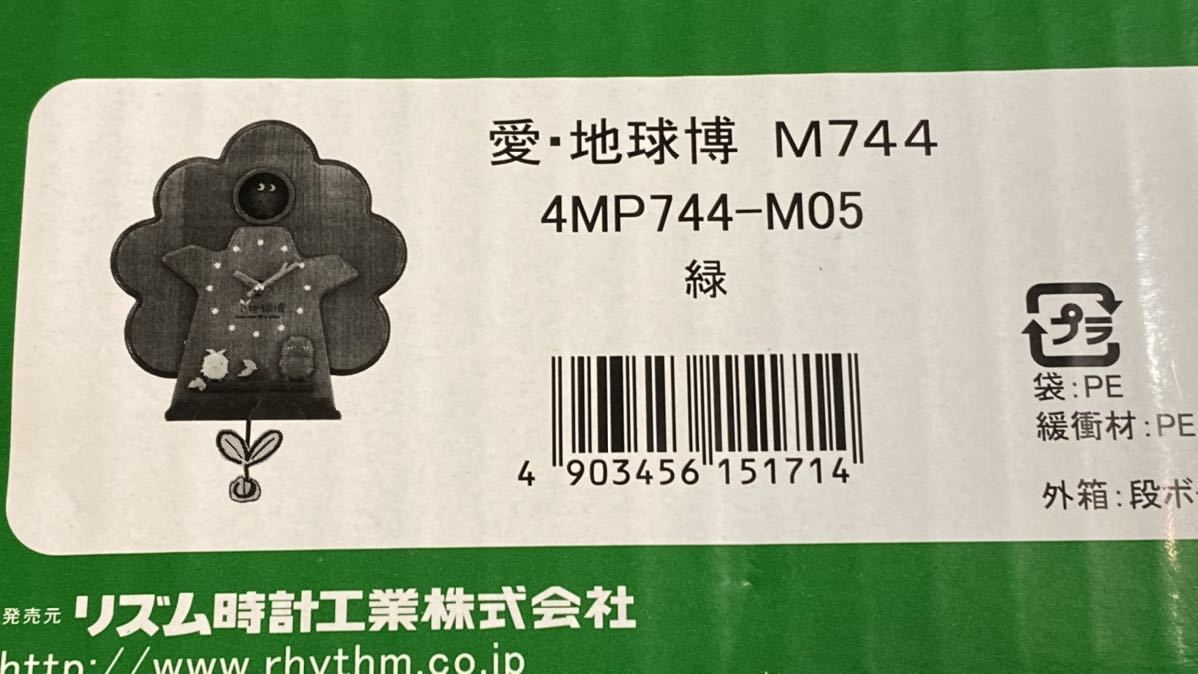 愛・地球博 M744
4MP744-M05
緑
プラ
袋:PE
緩衝材:PE
外箱:段ボ
4 903456 151714
発売元 リズム時計工業株式会社
http://www.rhythm.co.jp